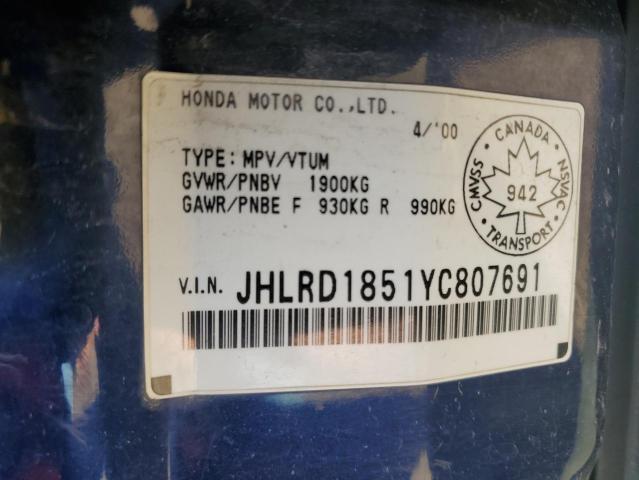 HONDA MOTOR CO.,LTD.
4/'00
TYPE: MPV/VTUM
GVWR/PNBV 1900KG
GAWR/PNBE F 930KG R 990KG
CANADA
CMVSS
NSVAC
942
TRANSPORT
V.I.N. JHLRD1851YC807691